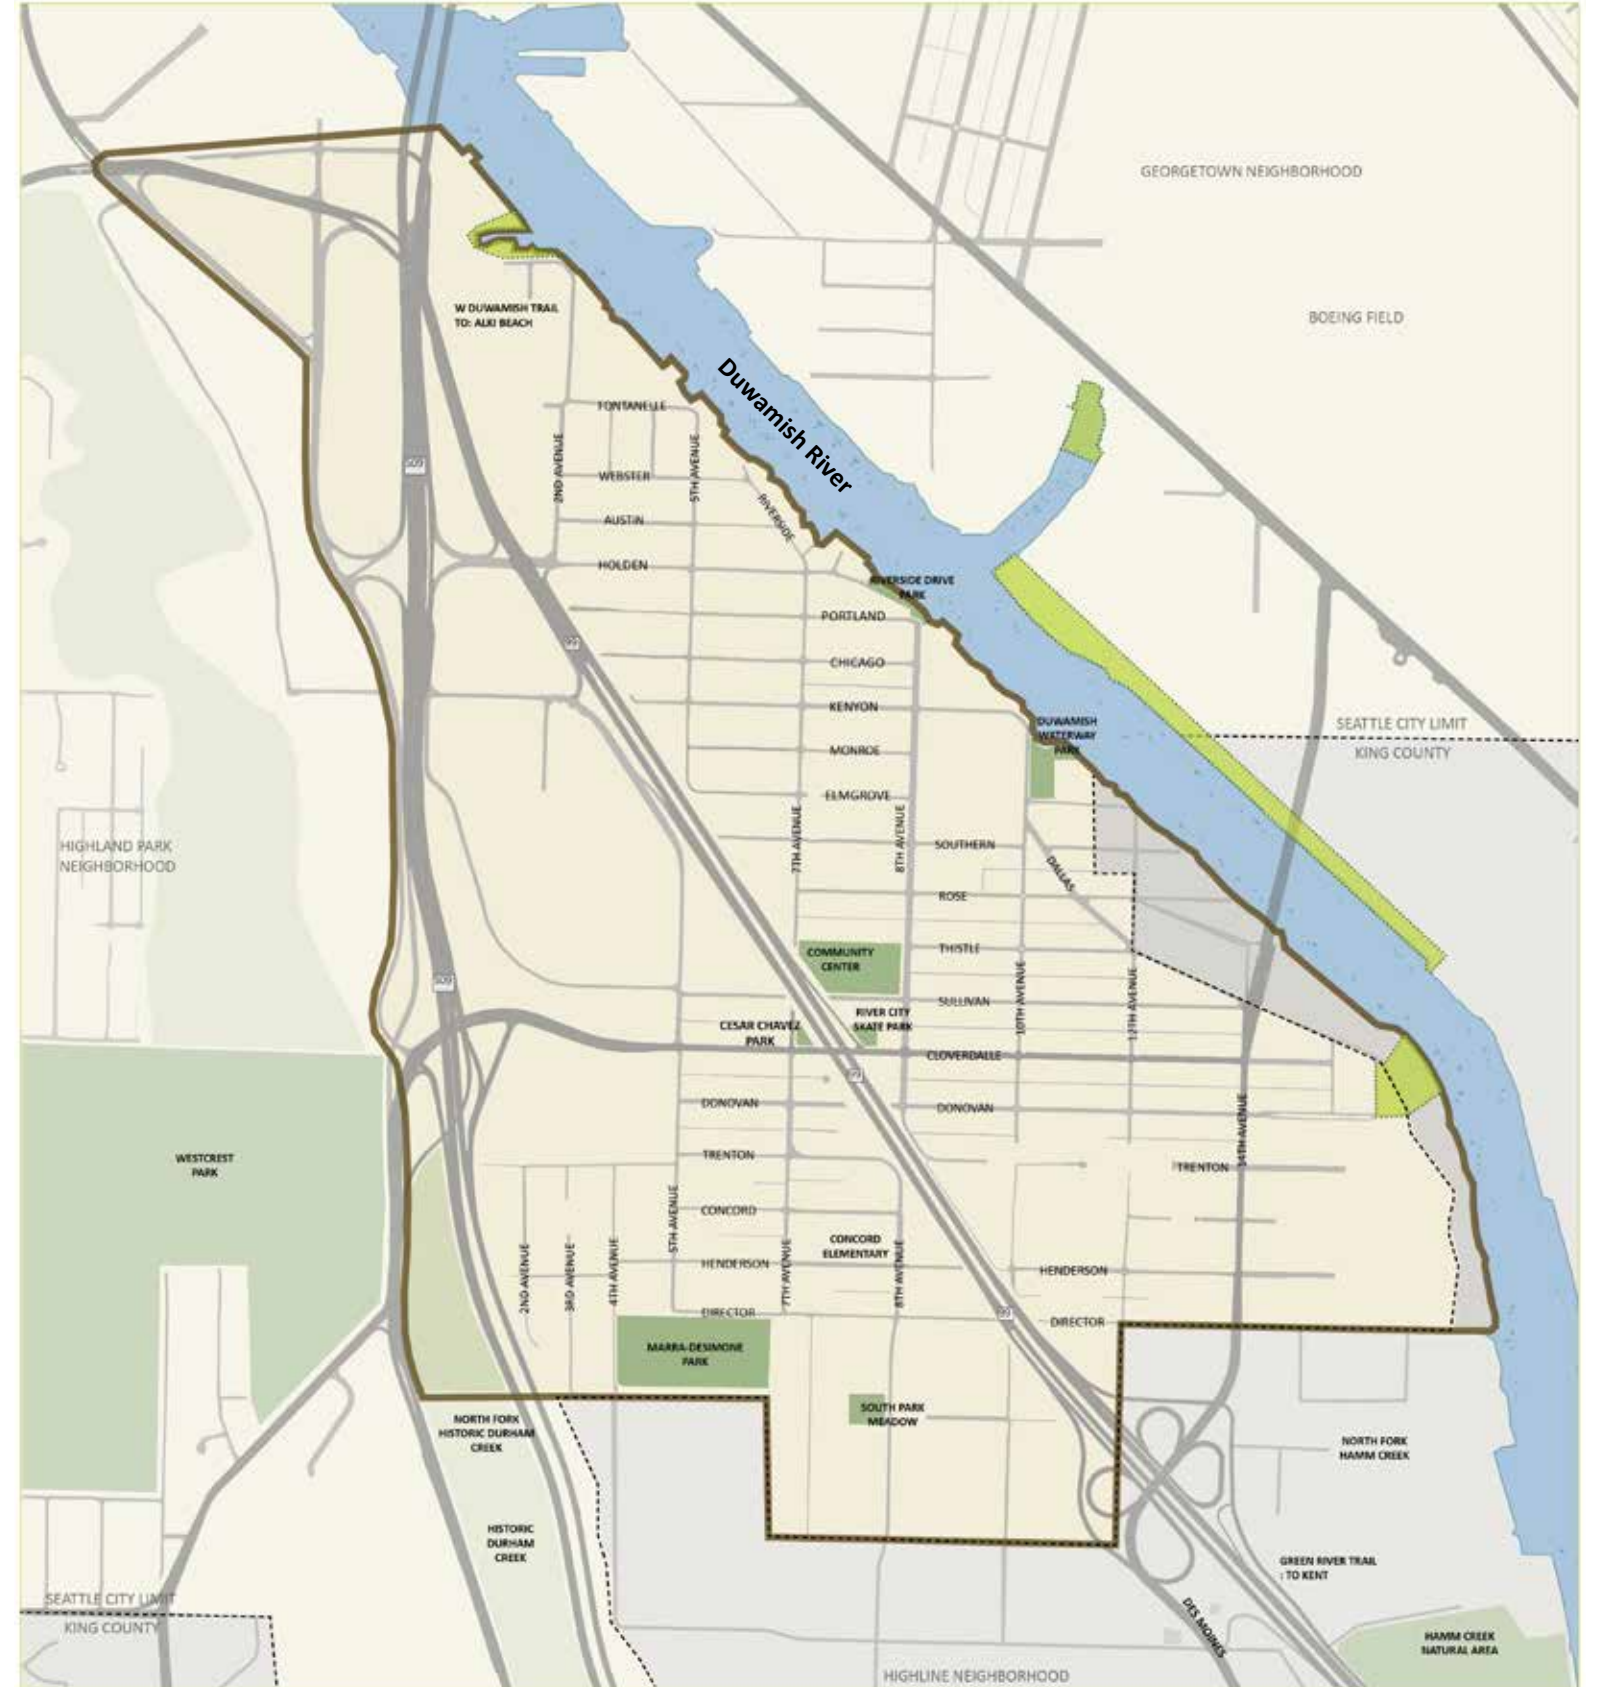 GEORGETOWN NEIGHBORHOOD
W DUWAMISH TRAIL
TO: ALKI BEACH
BOEING FIELD
Duwamish River
FONTANELLE
2ND AVENUE
5TH AVENUE
509
WEBSTER
RIVERSIDE
AUSTIN
HOLDEN
RIVERSIDE DRIVE
PARK
PORTLAND
99
CHICAGO
KENYON
DUWAMISH
WATERWAY
PARK
SEATTLE CITY LIMIT
KING COUNTY
MONROE
ELMGROVE
7TH AVENUE
8TH AVENUE
HIGHLAND PARK
NEIGHBORHOOD
SOUTHERN
DALLAS
ROSE
COMMUNITY
CENTER
THISTLE
509
10TH AVENUE
12TH AVENUE
SULLIVAN
CESAR CHAVEZ
PARK
RIVER CITY
SKATE PARK
CLOVERDALLE
99
DONOVAN
DONOVAN
14TH AVENUE
WESTCREST
PARK
TRENTON
TRENTON
5TH AVENUE
CONCORD
CONCORD
ELEMENTARY
2ND AVENUE
3RD AVENUE
4TH AVENUE
7TH AVENUE
8TH AVENUE
HENDERSON
HENDERSON
DIRECTOR
99
DIRECTOR
MARRA-DESIMONE
PARK
SOUTH PARK
MEADOW
NORTH FORK
HISTORIC DURHAM
CREEK
NORTH FORK
HAMM CREEK
HISTORIC
DURHAM
CREEK
GREEN RIVER TRAIL
: TO KENT
SEATTLE CITY LIMIT
KING COUNTY
DES MOINES
HAMM CREEK
NATURAL AREA
HIGHLINE NEIGHBORHOOD